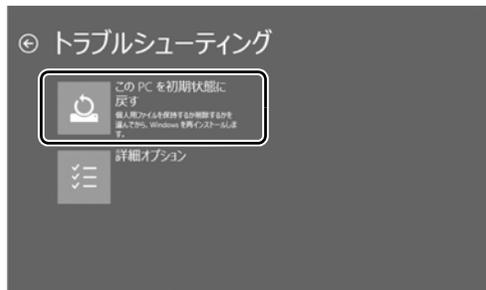 トラブルシューティング
この PC を初期状態に
戻す
個人用ファイルを保持するか削除するかを
選んでから、Windows を再インストールしま
す。
詳細オプション